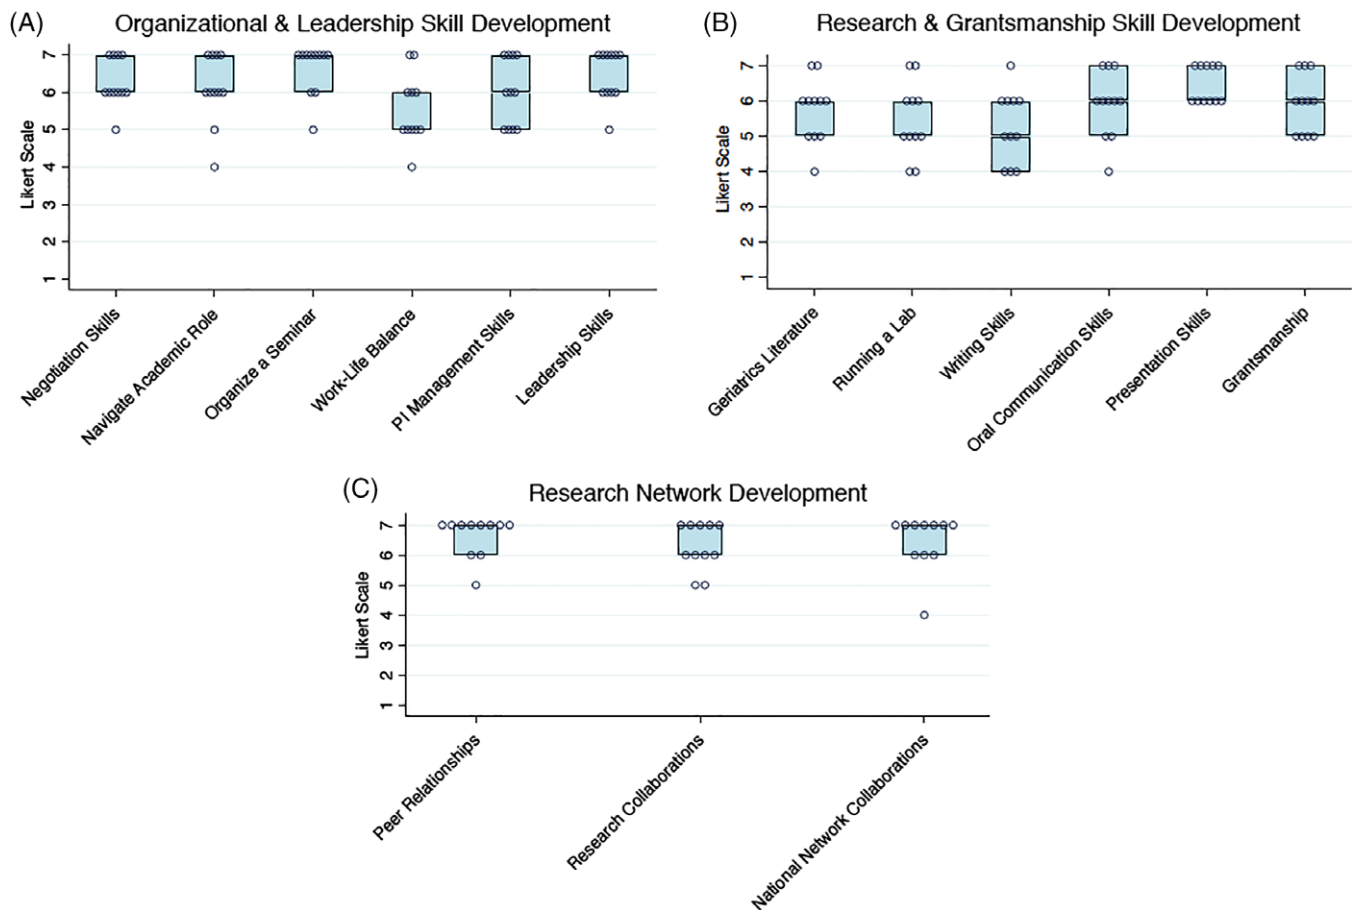 (A)
Organizational & Leadership Skill Development
Likert Scale
7
6
5
4
3
2
1
Negotiation Skills
Navigate Academic Role
Organize a Seminar
Work-Life Balance
PI Management Skills
Leadership Skills
(B)
Research & Grantsmanship Skill Development
Likert Scale
7
6
5
4
3
2
1
Geriatrics Literature
Running a Lab
Writing Skills
Oral Communication Skills
Presentation Skills
Grantsmanship
(C)
Research Network Development
Likert Scale
7
6
5
4
3
2
1
Peer Relationships
Research Collaborations
National Network Collaborations